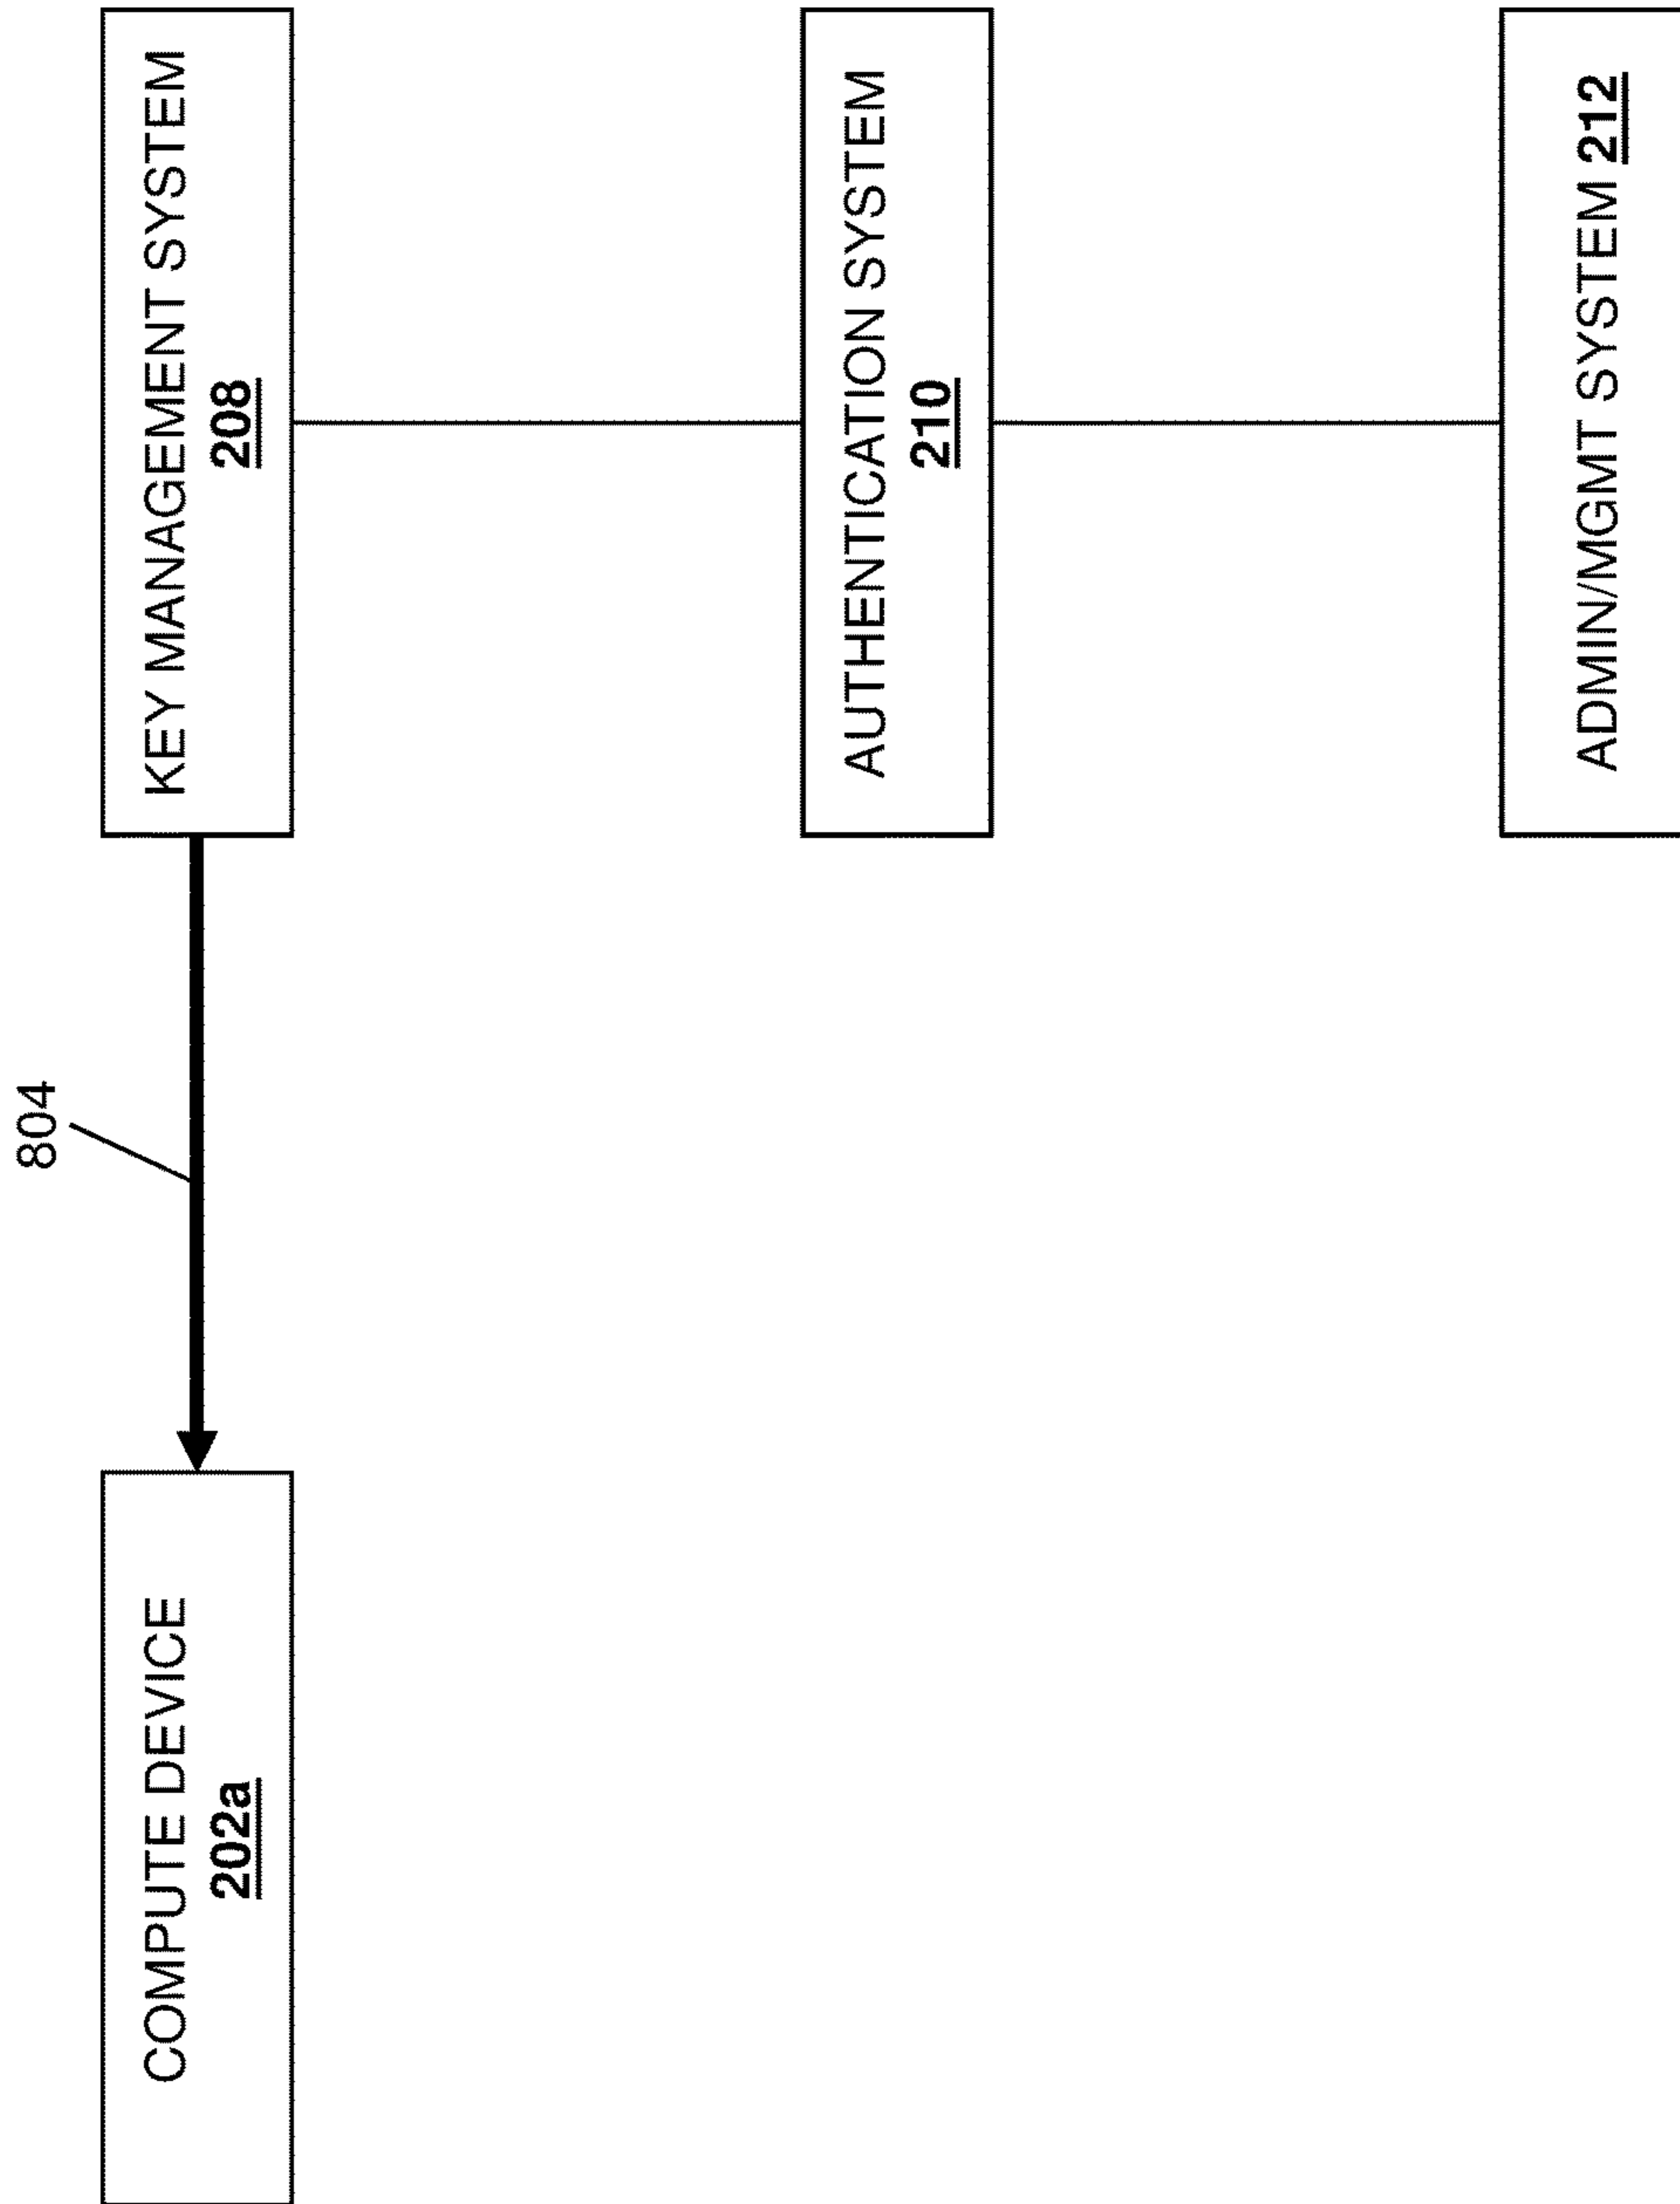 804
COMPUTE DEVICE
202a
KEY MANAGEMENT SYSTEM
208
AUTHENTICATION SYSTEM
210
ADMIN/MGMT SYSTEM 212